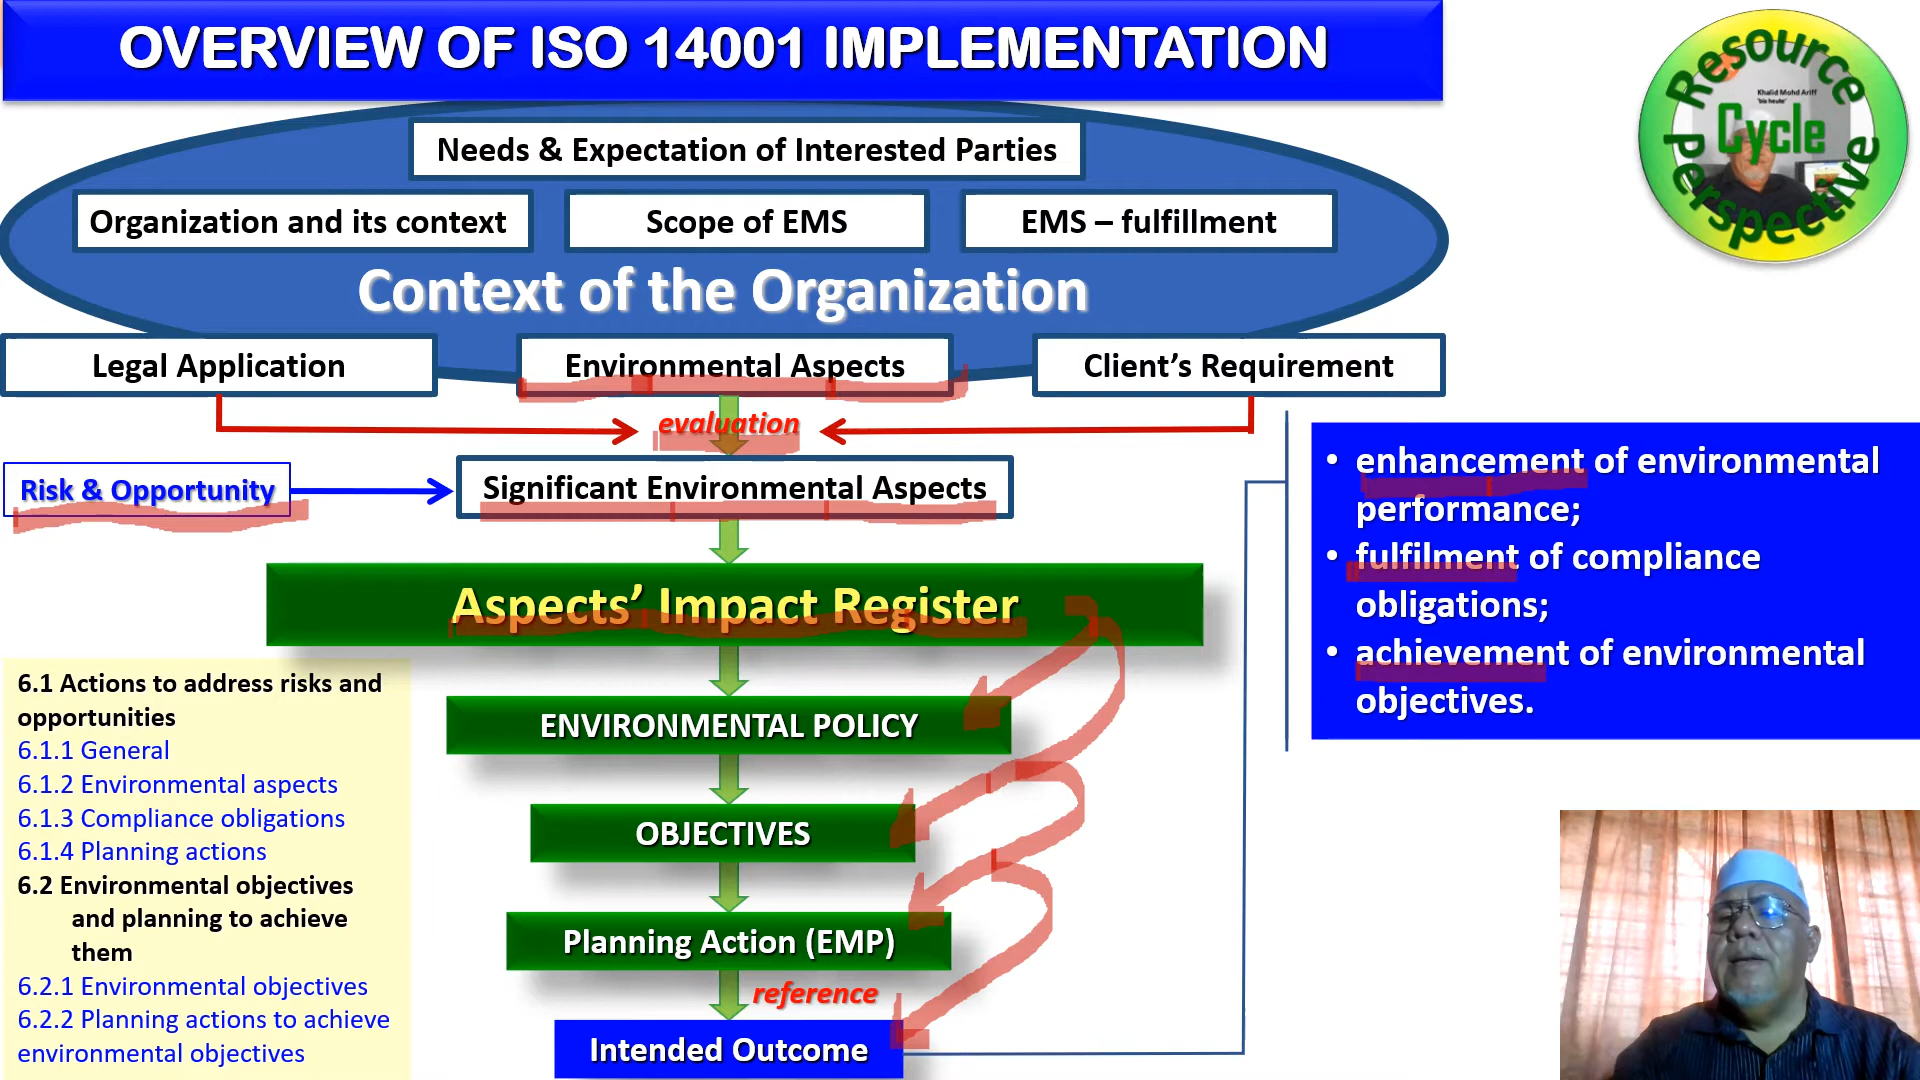 OVERVIEW OF ISO 14001 IMPLEMENTATION
Resource
Khalid Mohd Ariff
'bis heute'
Cycle
Perspective
Needs & Expectation of Interested Parties
Organization and its context
Scope of EMS
EMS – fulfillment
Context of the Organization
Legal Application
Environmental Aspects
Client's Requirement
evaluation
Risk & Opportunity
Significant Environmental Aspects
• enhancement of environmental
performance;
• fulfilment of compliance
obligations;
• achievement of environmental
objectives.
Aspects' Impact Register
ENVIRONMENTAL POLICY
OBJECTIVES
Planning Action (EMP)
reference
Intended Outcome
6.1 Actions to address risks and
opportunities
6.1.1 General
6.1.2 Environmental aspects
6.1.3 Compliance obligations
6.1.4 Planning actions
6.2 Environmental objectives
and planning to achieve
them
6.2.1 Environmental objectives
6.2.2 Planning actions to achieve
environmental objectives